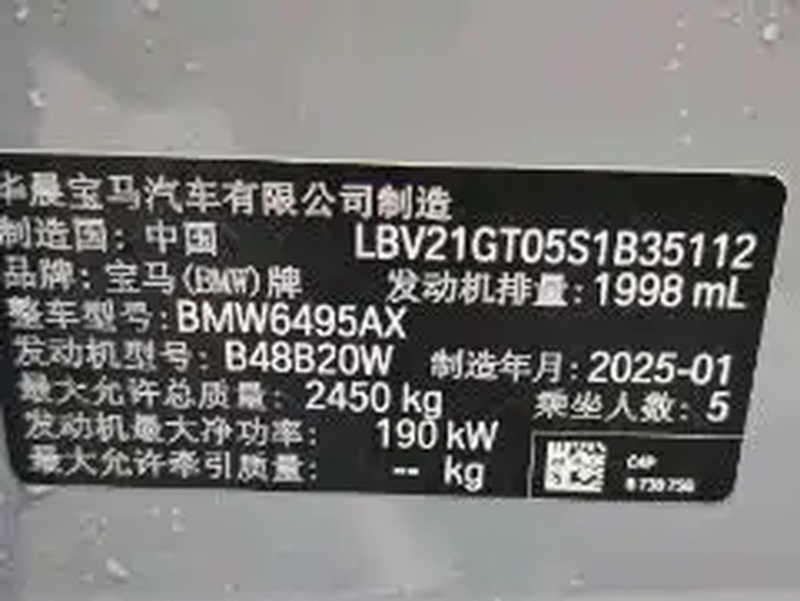 华晨宝马汽车有限公司制造
制造国：中国 LBV21GT05S1B35112
品牌：宝马(BMW)牌 发动机排量：1998 mL
整车型号：BMW6495AX
发动机型号：B48B20W 制造年月：2025-01
最大允许总质量：2450 kg 乘坐人数：5
发动机最大净功率：190 kW
最大允许牵引质量：-- kg